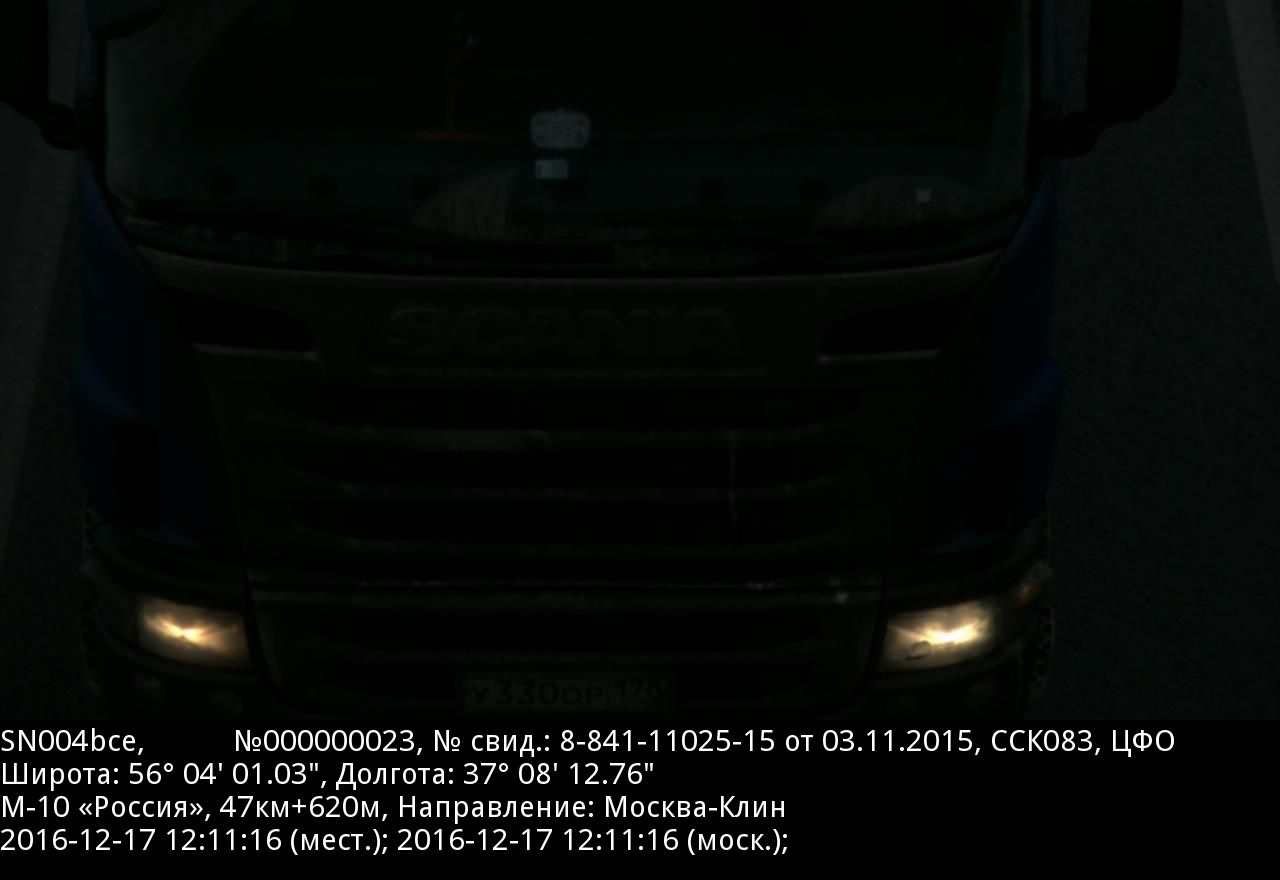 SCANIA
У330ОР 178
SN004bce, №000000023, № свид.: 8-841-11025-15 от 03.11.2015, ССК083, ЦФО
Широта: 56° 04' 01.03", Долгота: 37° 08' 12.76"
М-10 «Россия», 47км+620м, Направление: Москва-Клин
2016-12-17 12:11:16 (мест.); 2016-12-17 12:11:16 (моск.);